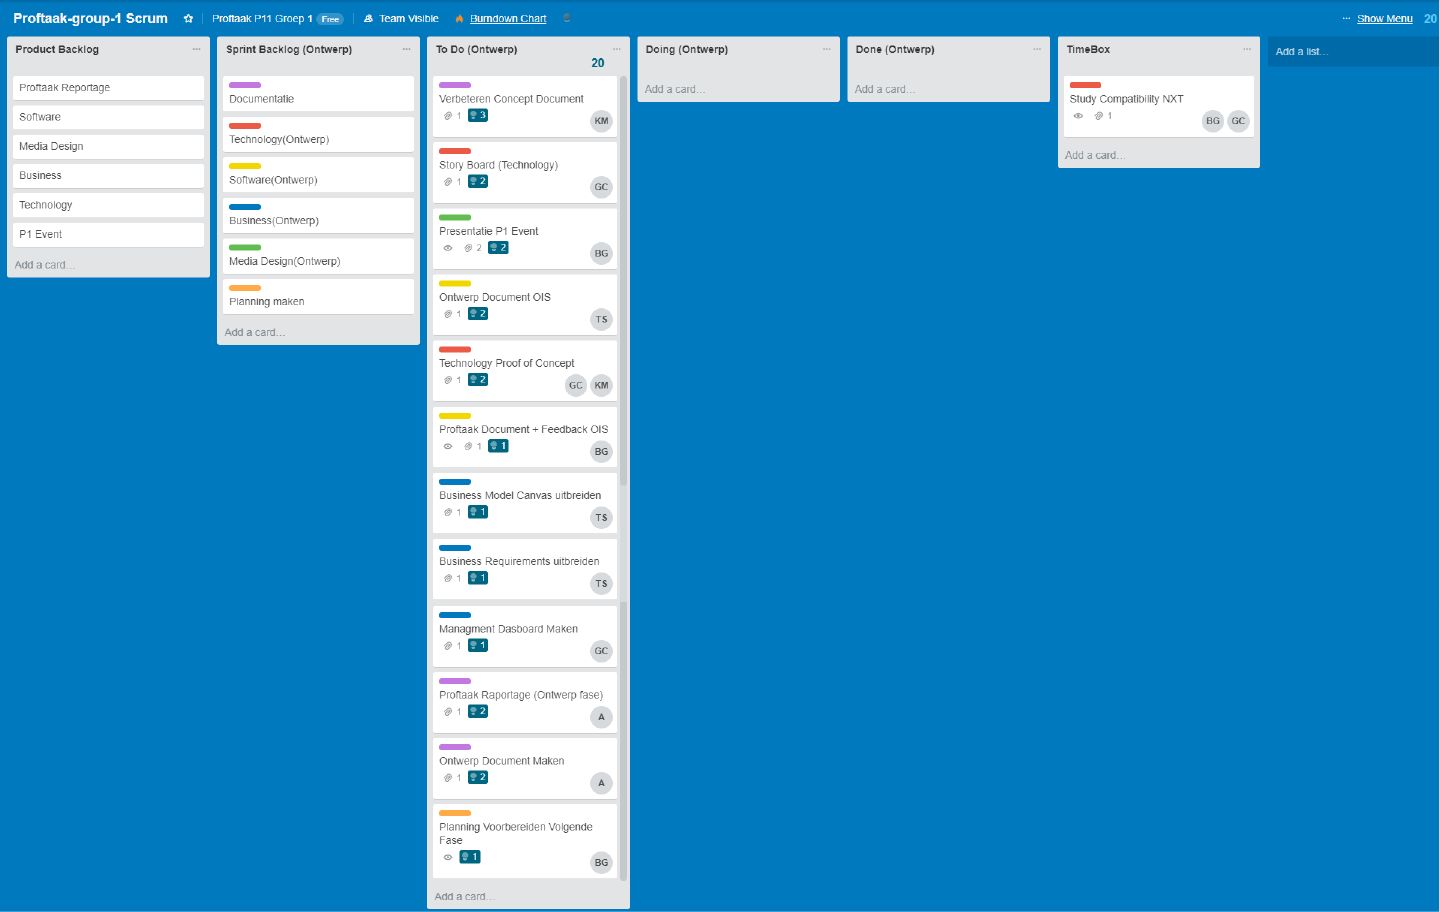 Proftaak-group-1 Scrum Proftaak P11 Groep 1 Free Team Visible Burndown Chart ··· Show Menu 20
Product Backlog ···
Proftaak Reportage
Software
Media Design
Business
Technology
P1 Event
Add a card...
Sprint Backlog (Ontwerp) ···
Documentatie
Technology(Ontwerp)
Software(Ontwerp)
Business(Ontwerp)
Media Design(Ontwerp)
Planning maken
Add a card...
To Do (Ontwerp) ···
20
Verbeteren Concept Document
1 3
KM
Story Board (Technology)
1 2
GC
Presentatie P1 Event
2 2
BG
Ontwerp Document OIS
1 2
TS
Technology Proof of Concept
1 2
GC KM
Proftaak Document + Feedback OIS
1 1
BG
Business Model Canvas uitbreiden
1 1
TS
Business Requirements uitbreiden
1 1
TS
Managment Dasboard Maken
1 1
GC
Proftaak Raportage (Ontwerp fase)
1 2
A
Ontwerp Document Maken
1 2
A
Planning Voorbereiden Volgende
Fase
1
BG
Add a card...
Doing (Ontwerp) ···
Add a card...
Done (Ontwerp) ···
Add a card...
TimeBox ···
Study Compatibility NXT
1
BG GC
Add a card...
Add a list...